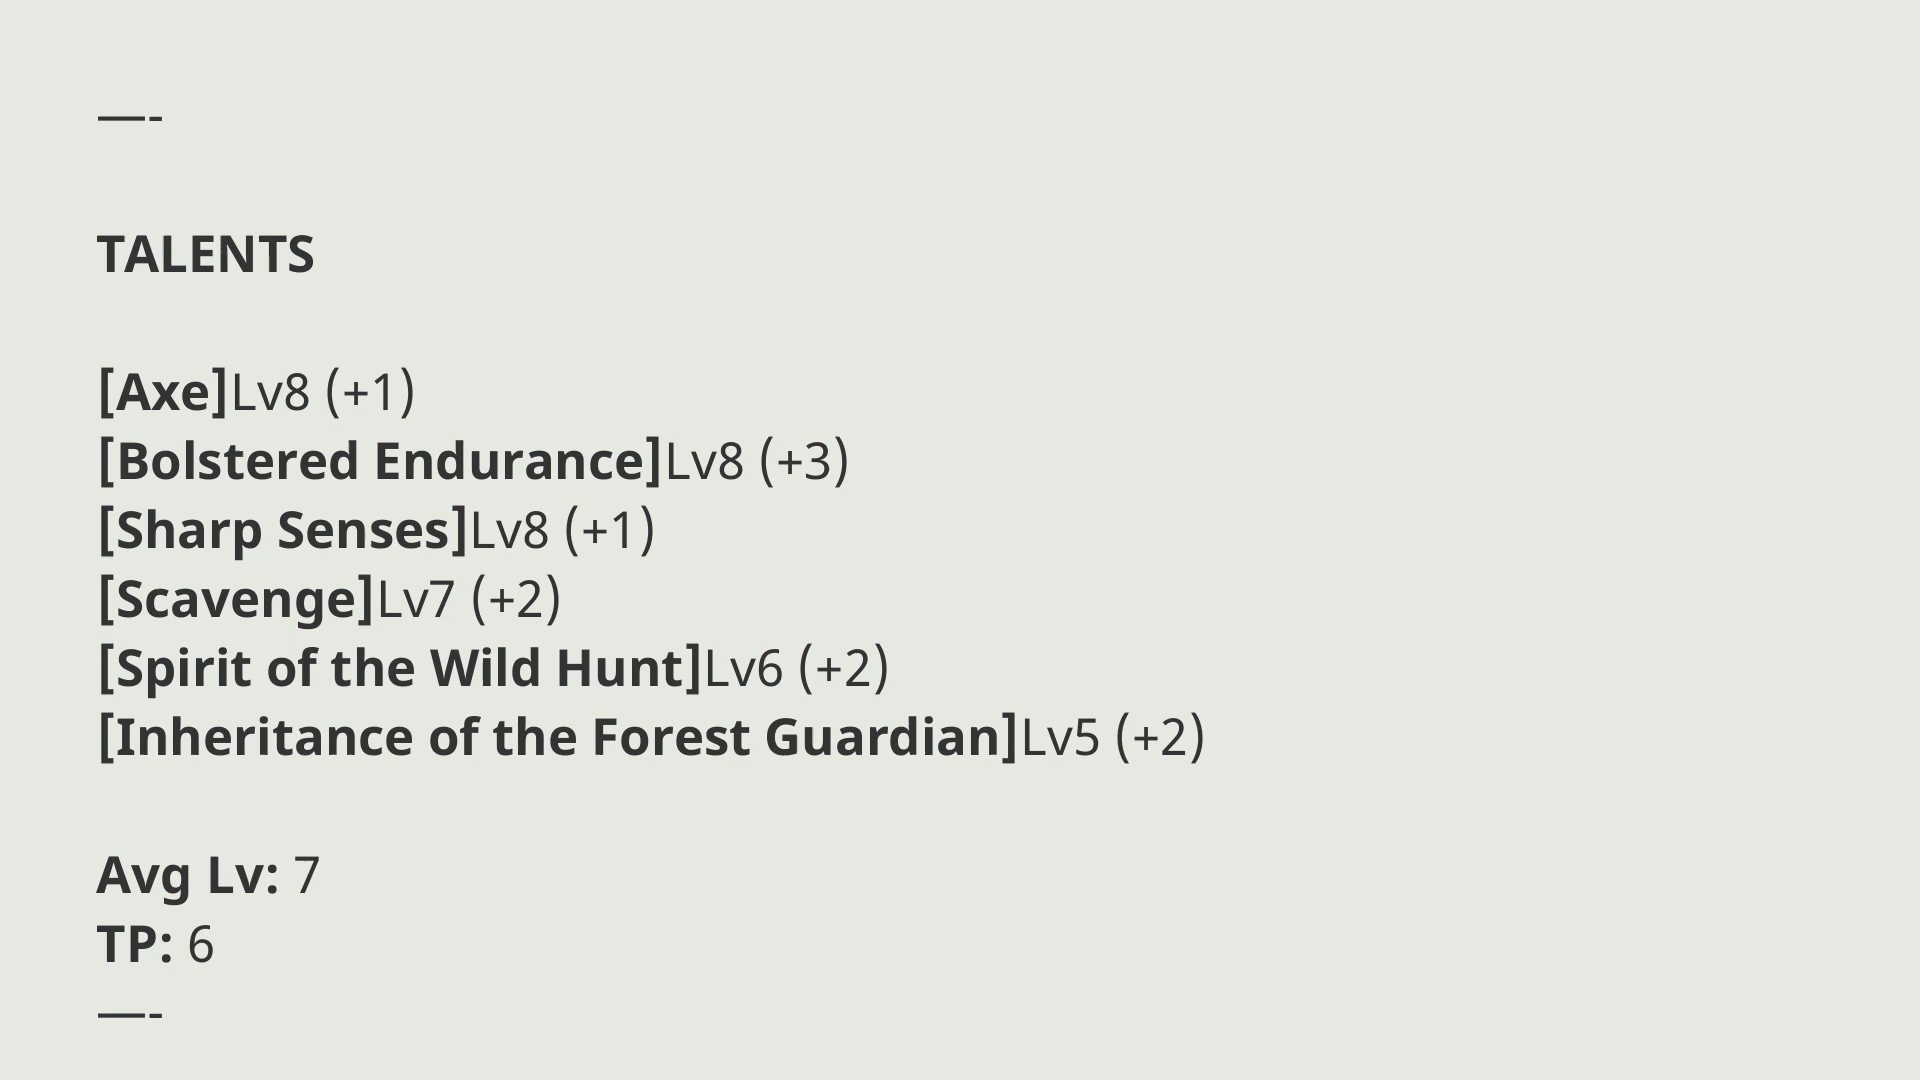 —-
TALENTS
[Axe]Lv8 (+1)
[Bolstered Endurance]Lv8 (+3)
[Sharp Senses]Lv8 (+1)
[Scavenge]Lv7 (+2)
[Spirit of the Wild Hunt]Lv6 (+2)
[Inheritance of the Forest Guardian]Lv5 (+2)
Avg Lv: 7
TP: 6
—-